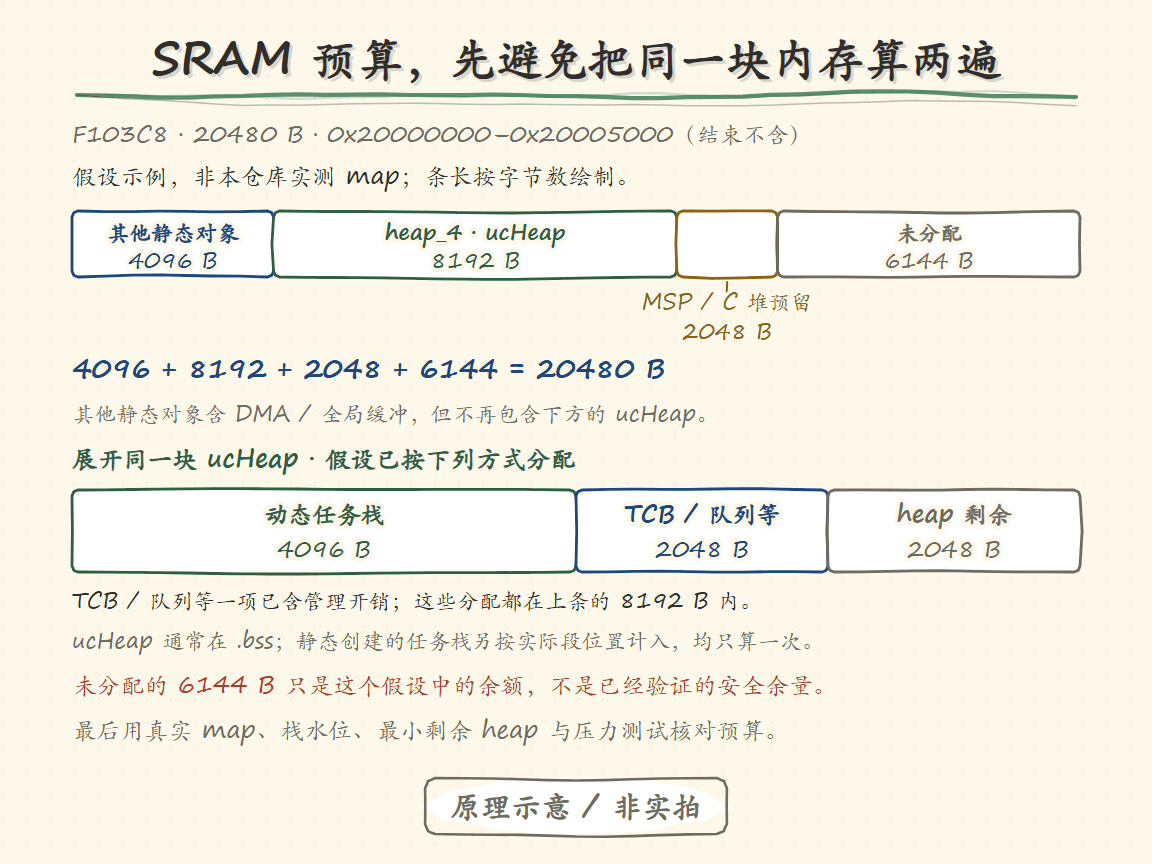 SRAM 预算，先避免把同一块内存算两遍
F103C8 · 20480 B · 0x20000000–0x20005000（结束不含）
假设示例，非本仓库实测 map；条长按字节数绘制。
其他静态对象
4096 B
heap_4 · ucHeap
8192 B
未分配
6144 B
MSP / C 堆预留
2048 B
4096 + 8192 + 2048 + 6144 = 20480 B
其他静态对象含 DMA / 全局缓冲，但不再包含下方的 ucHeap。
展开同一块 ucHeap · 假设已按下列方式分配
动态任务栈
4096 B
TCB / 队列等
2048 B
heap 剩余
2048 B
TCB / 队列等一项已含管理开销；这些分配都在上条的 8192 B 内。
ucHeap 通常在 .bss；静态创建的任务栈另按实际段位置计入，均只算一次。
未分配的 6144 B 只是这个假设中的余额，不是已经验证的安全余量。
最后用真实 map、栈水位、最小剩余 heap 与压力测试核对预算。
原理示意 / 非实拍